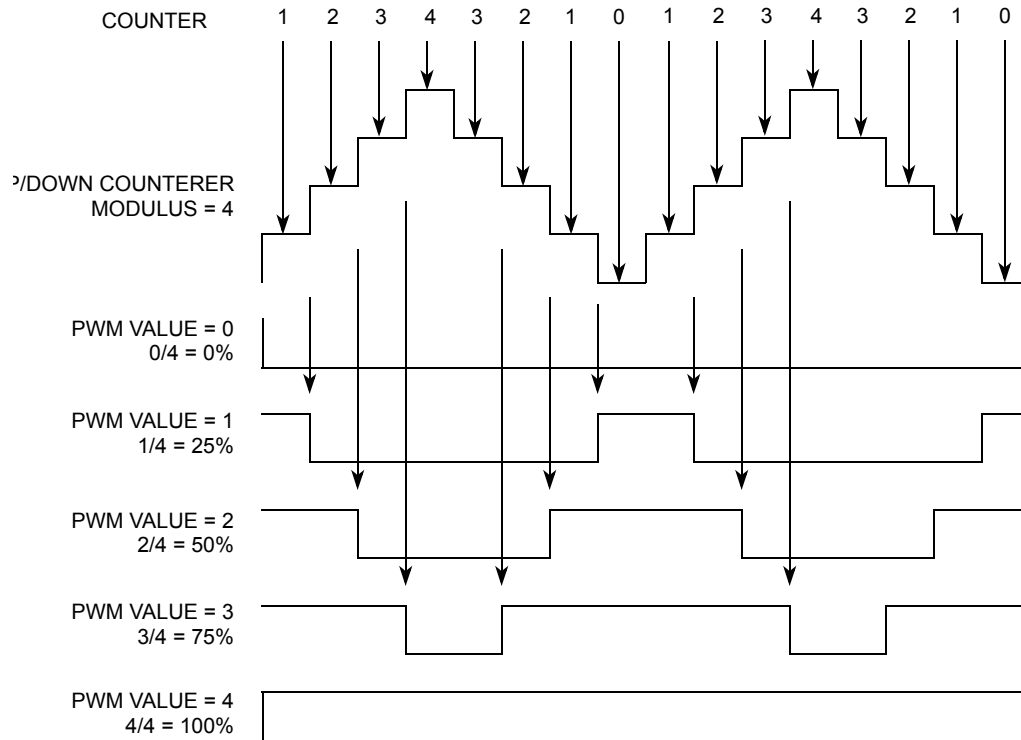 COUNTER 1 2 3 4 3 2 1 0 1 2 3 4 3 2 1 0
P/DOWN COUNTERER
MODULUS = 4
PWM VALUE = 0
0/4 = 0%
PWM VALUE = 1
1/4 = 25%
PWM VALUE = 2
2/4 = 50%
PWM VALUE = 3
3/4 = 75%
PWM VALUE = 4
4/4 = 100%